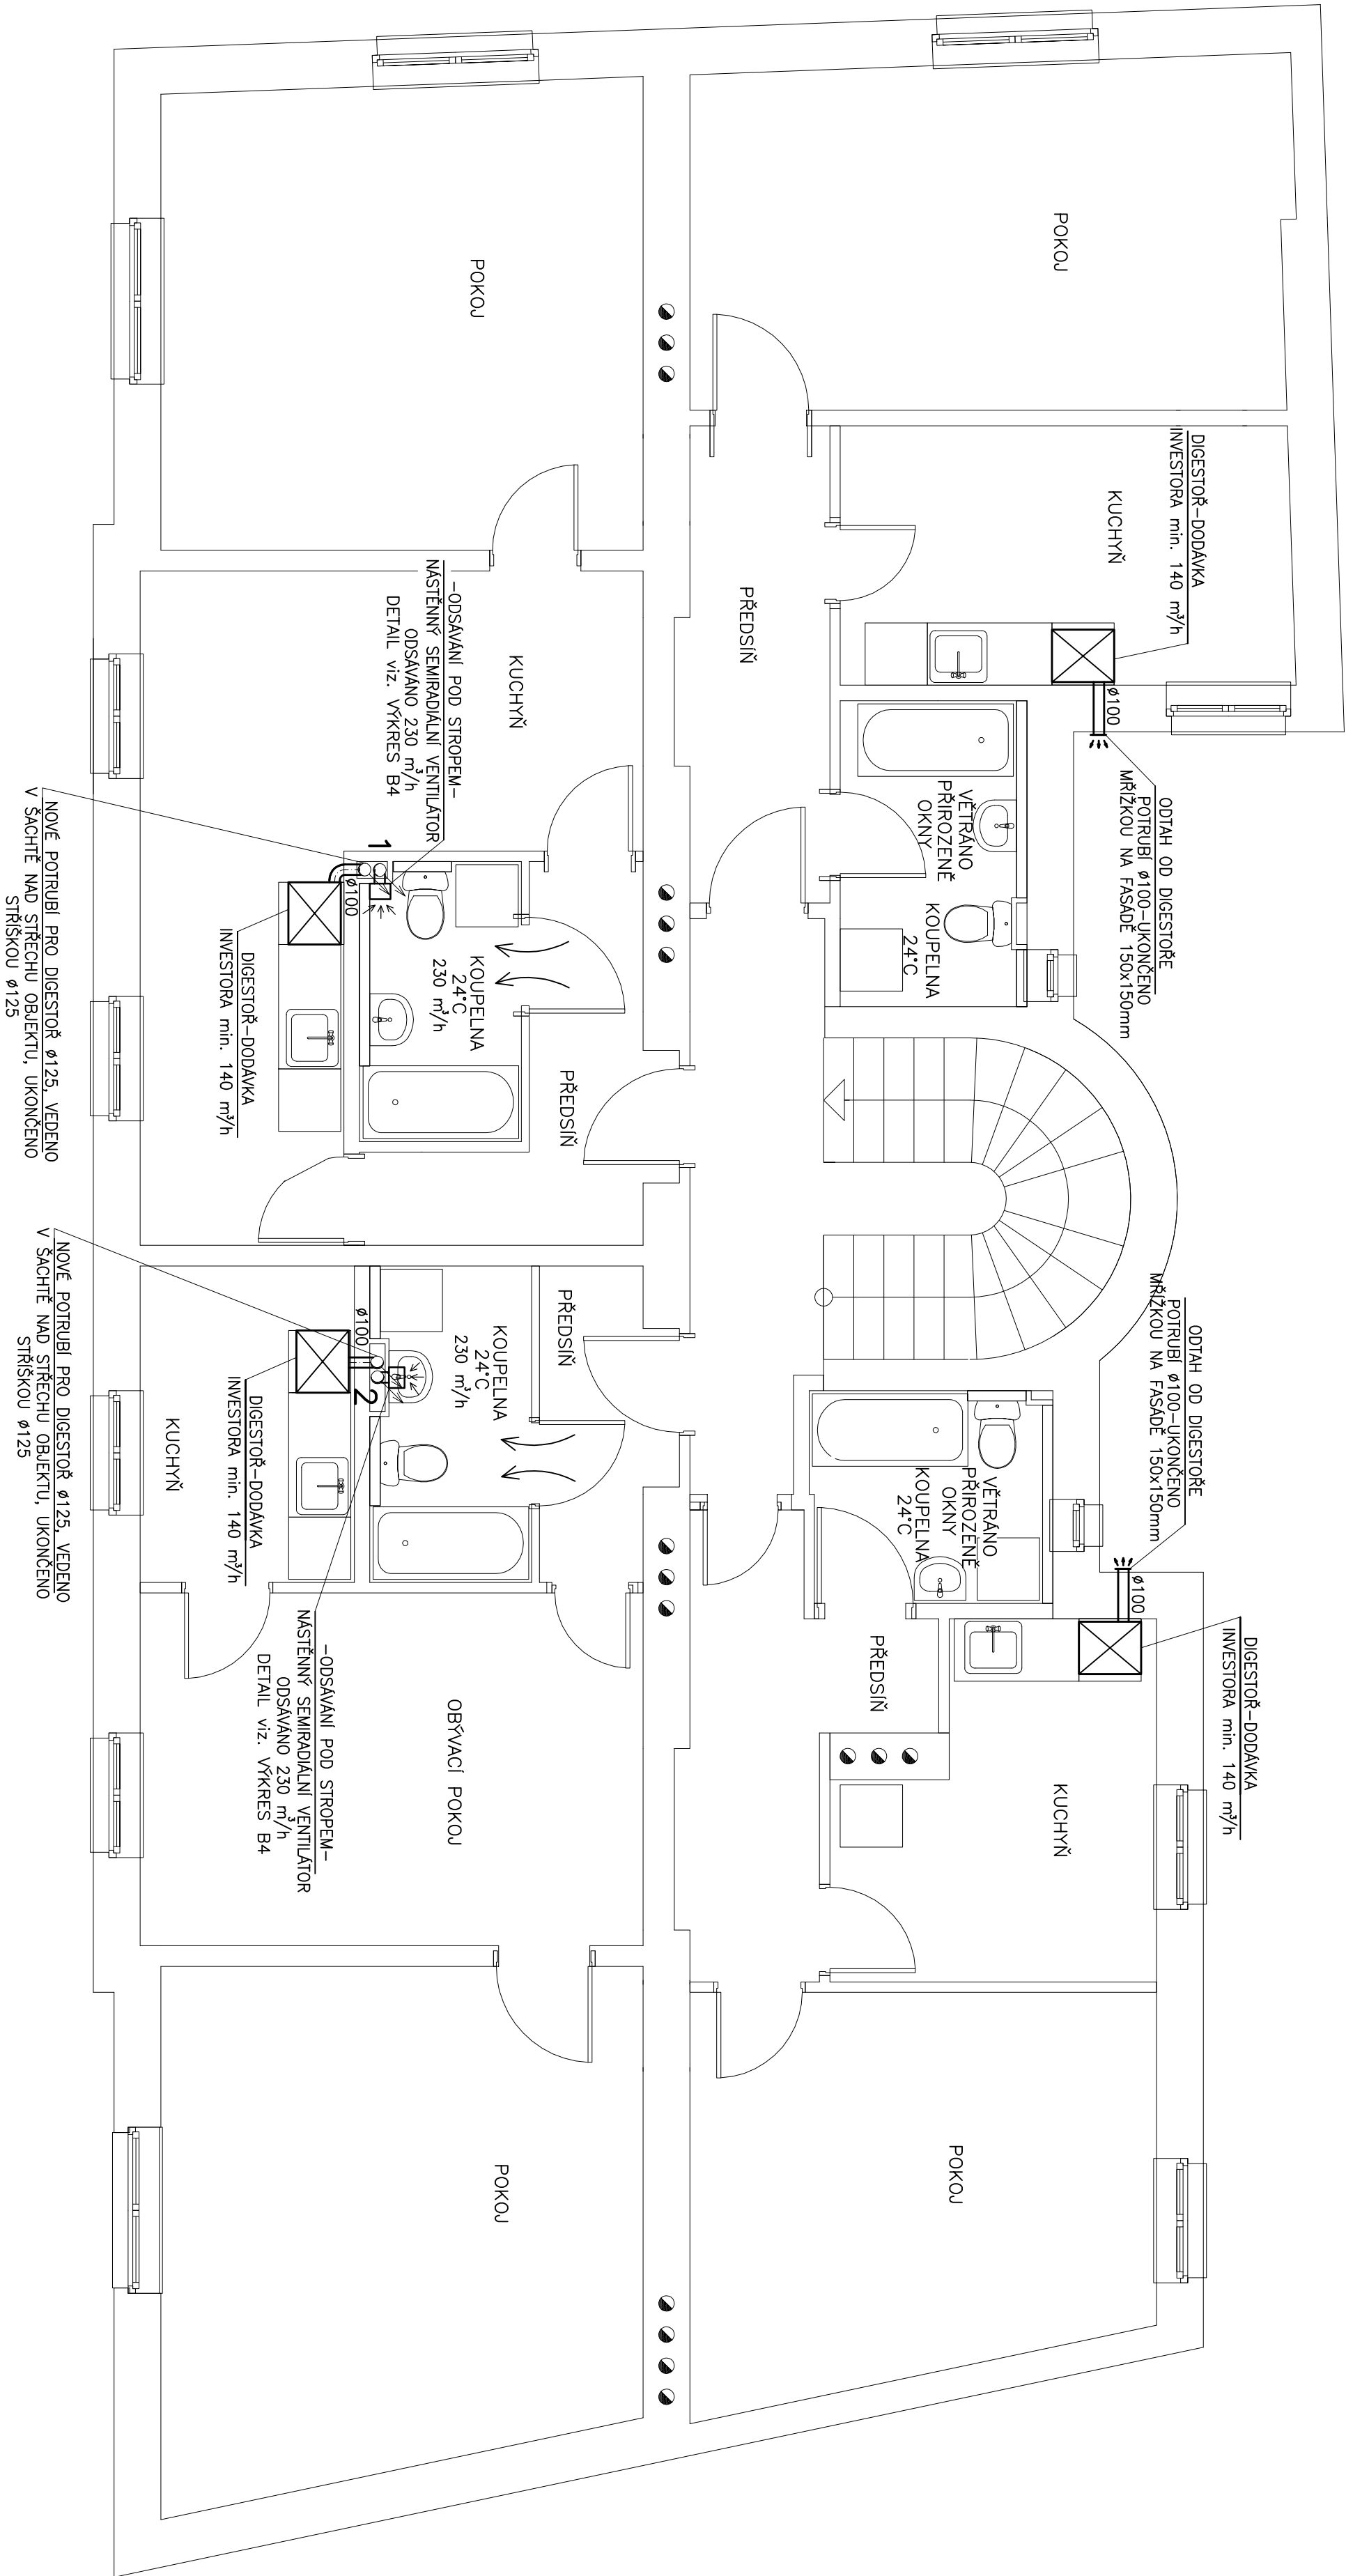 ODTAH OD DIGESTOŘE
POTRUBÍ ø100-UKONČENO
MŘÍŽKOU NA FASÁDĚ 150x150mm
ODTAH OD DIGESTOŘE
POTRUBÍ ø100-UKONČENO
MŘÍŽKOU NA FASÁDĚ 150x150mm
DIGESTOŘ-DODÁVKA
INVESTORA min. 140 m³/h
DIGESTOŘ-DODÁVKA
INVESTORA min. 140 m³/h
ø100
ø100
POKOJ
KUCHYŇ
VĚTRÁNO
PŘIROZENĚ
OKNY
KOUPELNA
24°C
VĚTRÁNO
PŘIROZENĚ
OKNY
KOUPELNA
24°C
KUCHYŇ
POKOJ
PŘEDSÍŇ
PŘEDSÍŇ
POKOJ
KUCHYŇ
-ODSÁVÁNÍ POD STROPEM-
NÁSTĚNNÝ SEMIRADIÁLNÍ VENTILÁTOR
ODSÁVÁNO 230 m³/h
DETAIL viz. VÝKRES B4
PŘEDSÍŇ
KOUPELNA
24°C
230 m³/h
1
ø100
DIGESTOŘ-DODÁVKA
INVESTORA min. 140 m³/h
PŘEDSÍŇ
KOUPELNA
24°C
230 m³/h
2
ø100
DIGESTOŘ-DODÁVKA
INVESTORA min. 140 m³/h
KUCHYŇ
OBÝVACÍ POKOJ
-ODSÁVÁNÍ POD STROPEM-
NÁSTĚNNÝ SEMIRADIÁLNÍ VENTILÁTOR
ODSÁVÁNO 230 m³/h
DETAIL viz. VÝKRES B4
POKOJ
NOVÉ POTRUBÍ PRO DIGESTOŘ ø125, VEDENO
V ŠACHTĚ NAD STŘECHU OBJEKTU, UKONČENO
STŘÍŠKOU ø125
NOVÉ POTRUBÍ PRO DIGESTOŘ ø125, VEDENO
V ŠACHTĚ NAD STŘECHU OBJEKTU, UKONČENO
STŘÍŠKOU ø125